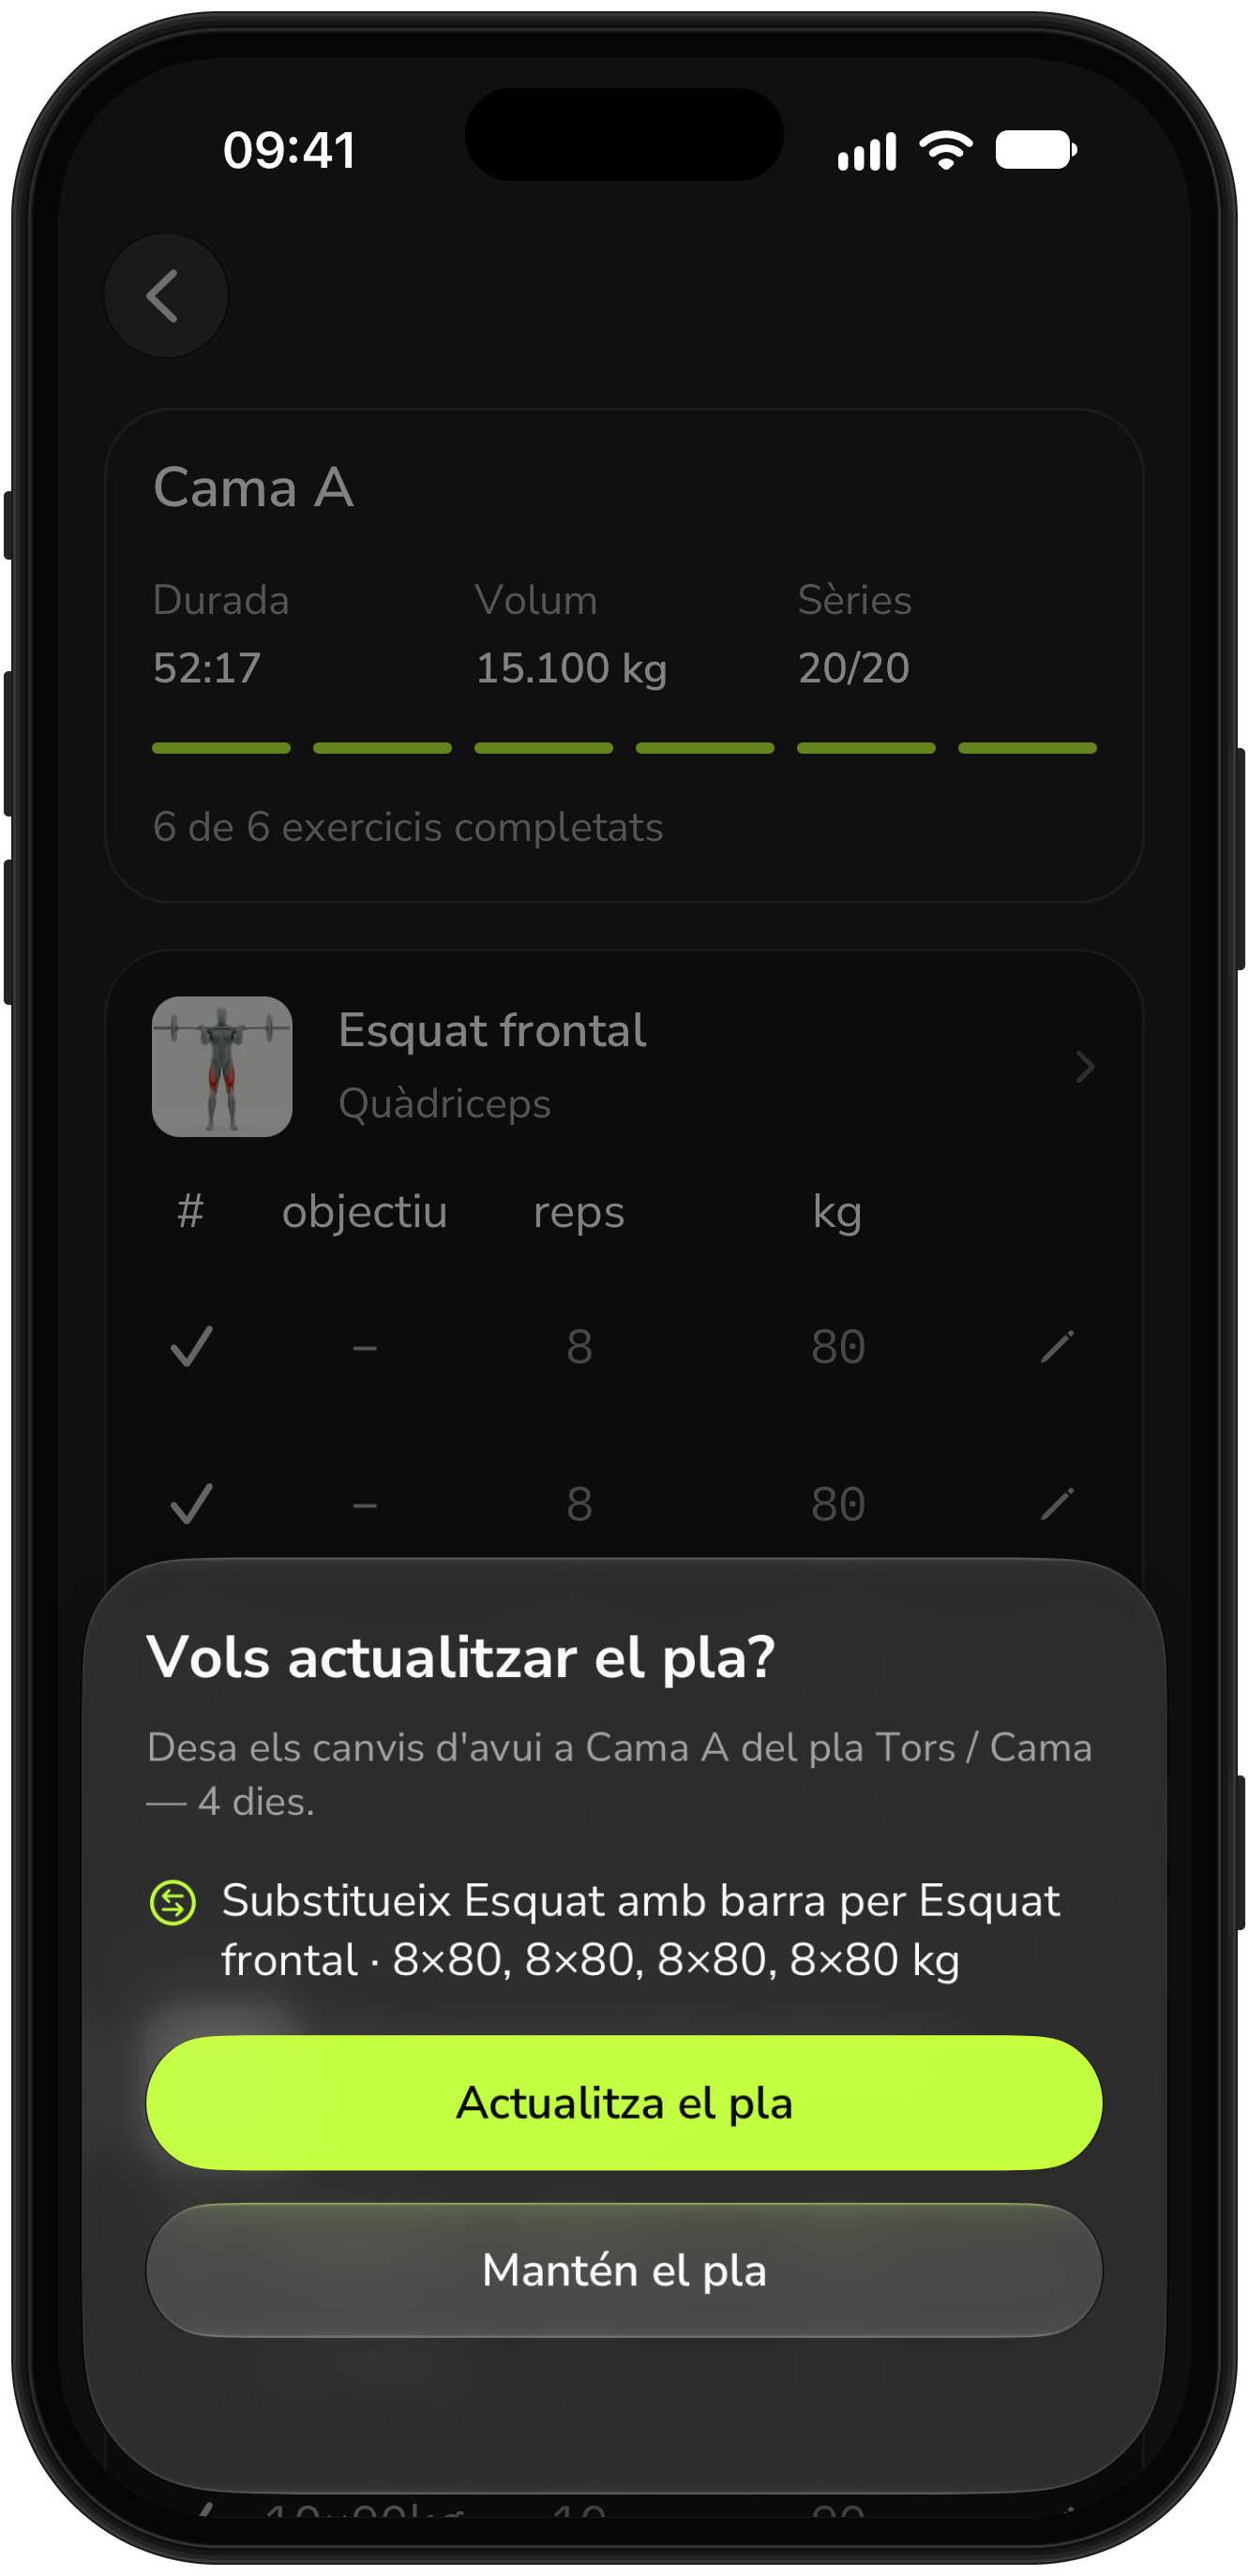 09:41
Cama A
Durada Volum Sèries
52:17 15.100 kg 20/20
6 de 6 exercicis completats
Esquat frontal
Quàdriceps
# objectiu reps kg
– 8 80
– 8 80
Vols actualitzar el pla?
Desa els canvis d'avui a Cama A del pla Tors / Cama
— 4 dies.
Substitueix Esquat amb barra per Esquat
frontal · 8×80, 8×80, 8×80, 8×80 kg
Actualitza el pla
Mantén el pla